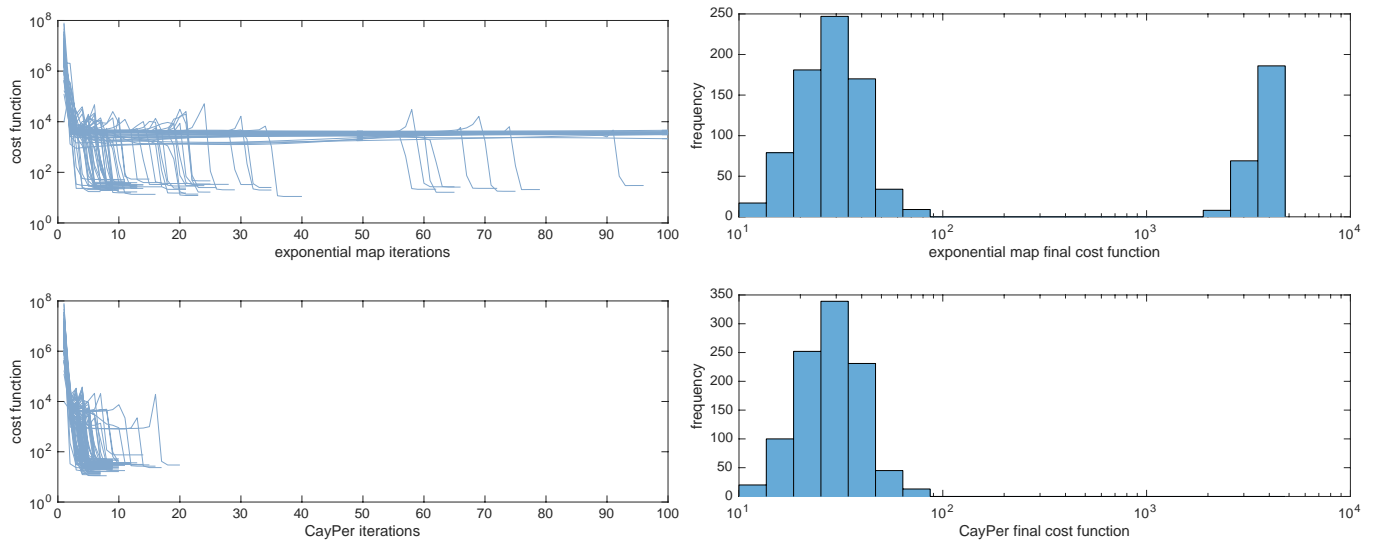 cost function
10^8
10^6
10^4
10^2
10^0
0 10 20 30 40 50 60 70 80 90 100
exponential map iterations
frequency
250
200
150
100
50
0
10^1 10^2 10^3 10^4
exponential map final cost function
cost function
10^8
10^6
10^4
10^2
10^0
0 10 20 30 40 50 60 70 80 90 100
CayPer iterations
frequency
350
300
250
200
150
100
50
0
10^1 10^2 10^3 10^4
CayPer final cost function